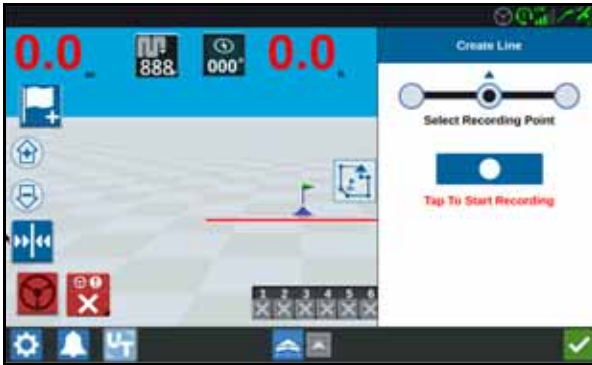 Create Line
0.0
888
000°
0.0
Select Recording Point
Tap To Start Recording
1 2 3 4 5 6
UT